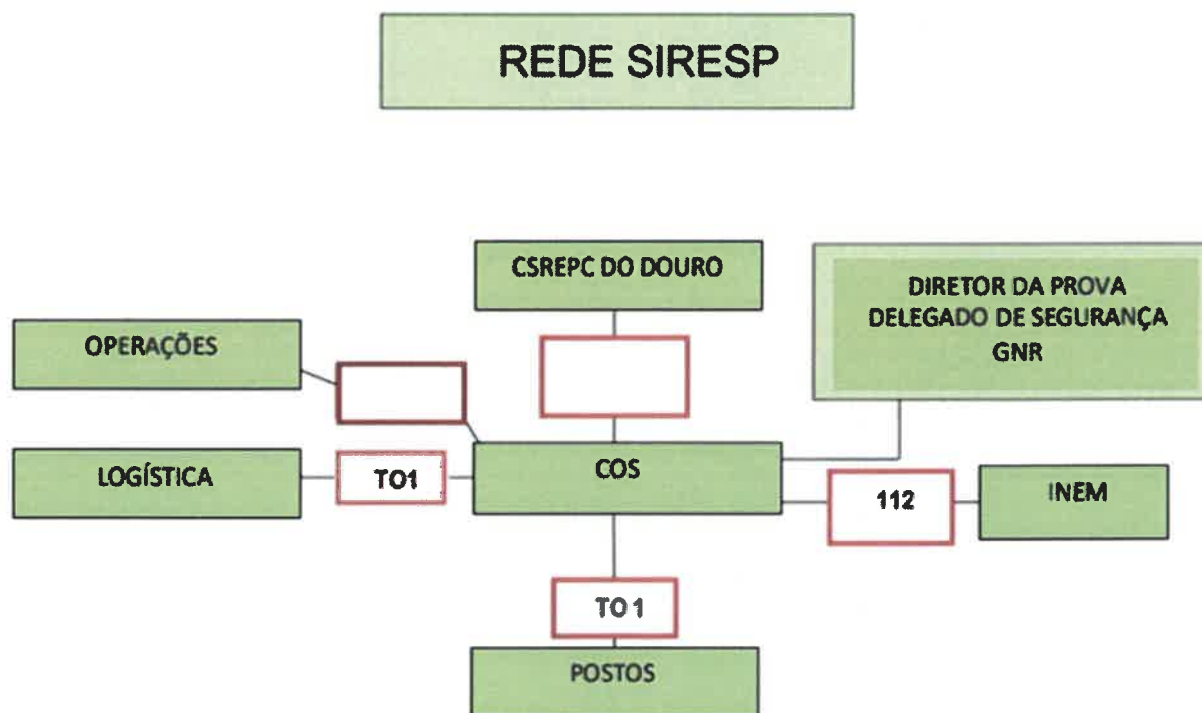 REDE SIRESP
CSREPC DO DOURO
DIRETOR DA PROVA
DELEGADO DE SEGURANÇA
GNR
OPERAÇÕES
LOGÍSTICA
TO1
COS
112
INEM
TO 1
POSTOS